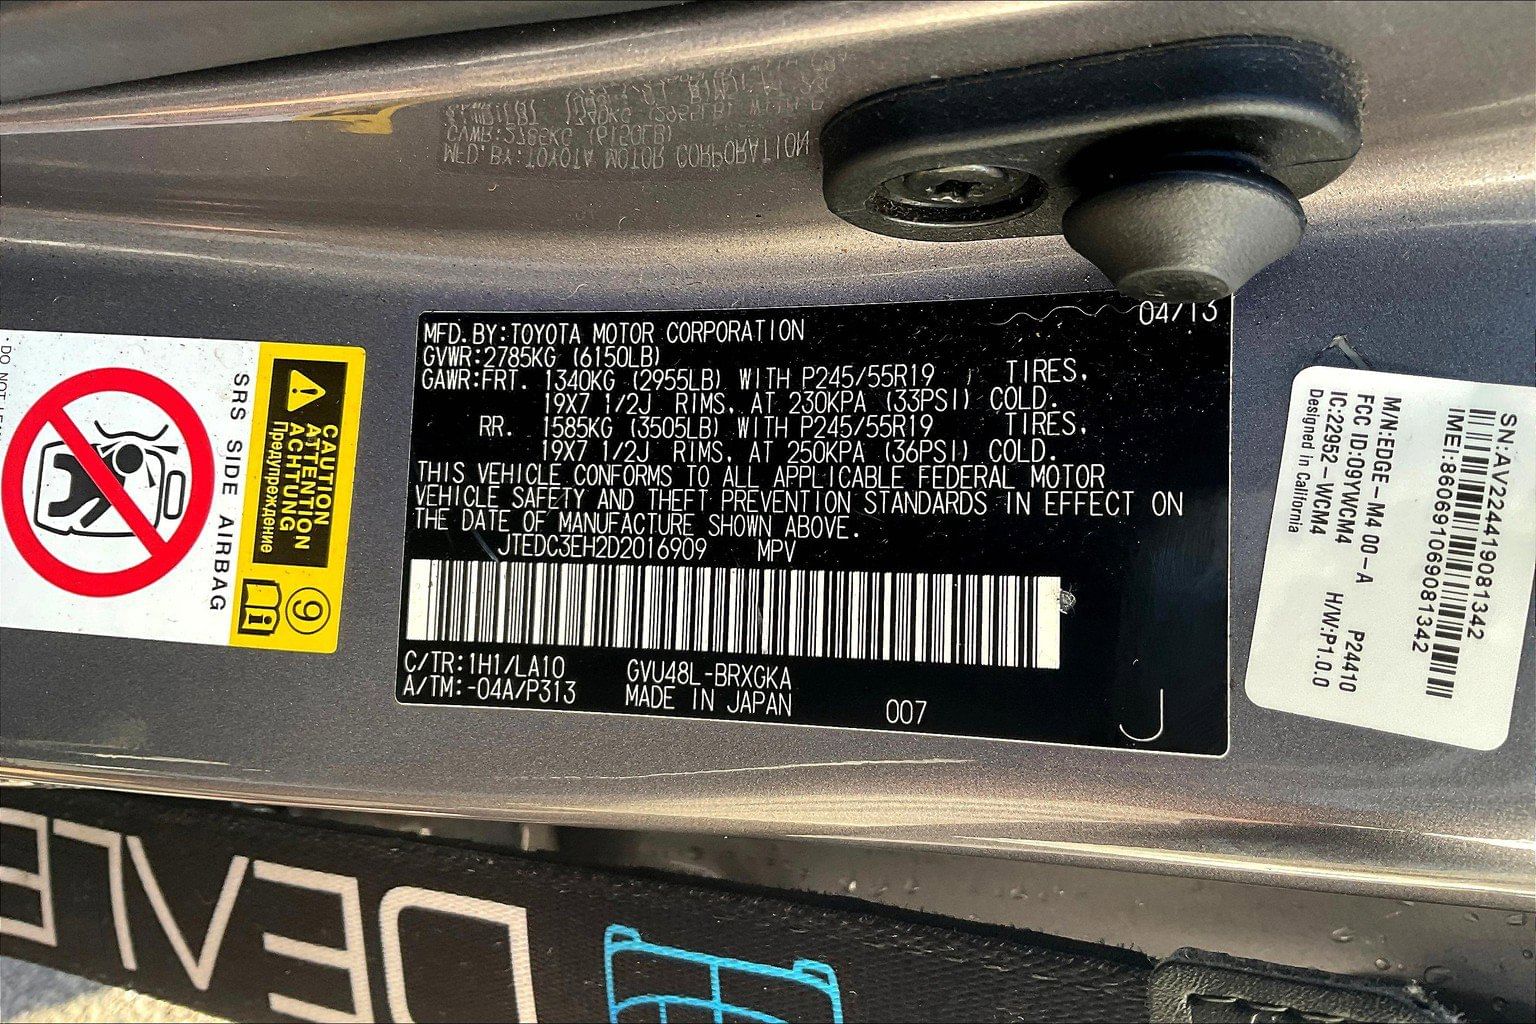 MFD. BY:TOYOTA MOTOR CORPORATION 04/13
GVWR:2785KG (6150LB)
GAWR:FRT. 1340KG (2955LB) WITH P245/55R19 TIRES,
19X7 1/2J RIMS, AT 230KPA (33PSI) COLD.
RR. 1585KG (3505LB) WITH P245/55R19 TIRES,
19X7 1/2J RIMS, AT 250KPA (36PSI) COLD.
THIS VEHICLE CONFORMS TO ALL APPLICABLE FEDERAL MOTOR
VEHICLE SAFETY AND THEFT PREVENTION STANDARDS IN EFFECT ON
THE DATE OF MANUFACTURE SHOWN ABOVE.
JTEDC3EH2D2016909 MPV
C/TR:1H1/LA10 GVU48L-BRXGKA
A/TM:-04A/P313 MADE IN JAPAN 007 J
CAUTION
ATTENTION
ACHTUNG
Предупреждение
9
SRS SIDE AIRBAG
SN:AV22441908​1342
IMEI:860691069081342
M/N:EDGE-M4 00-A P24410
FCC ID:09YWCM4 H/W:P1.0.0
IC:22952-WCM4
Designed in California
DEALE